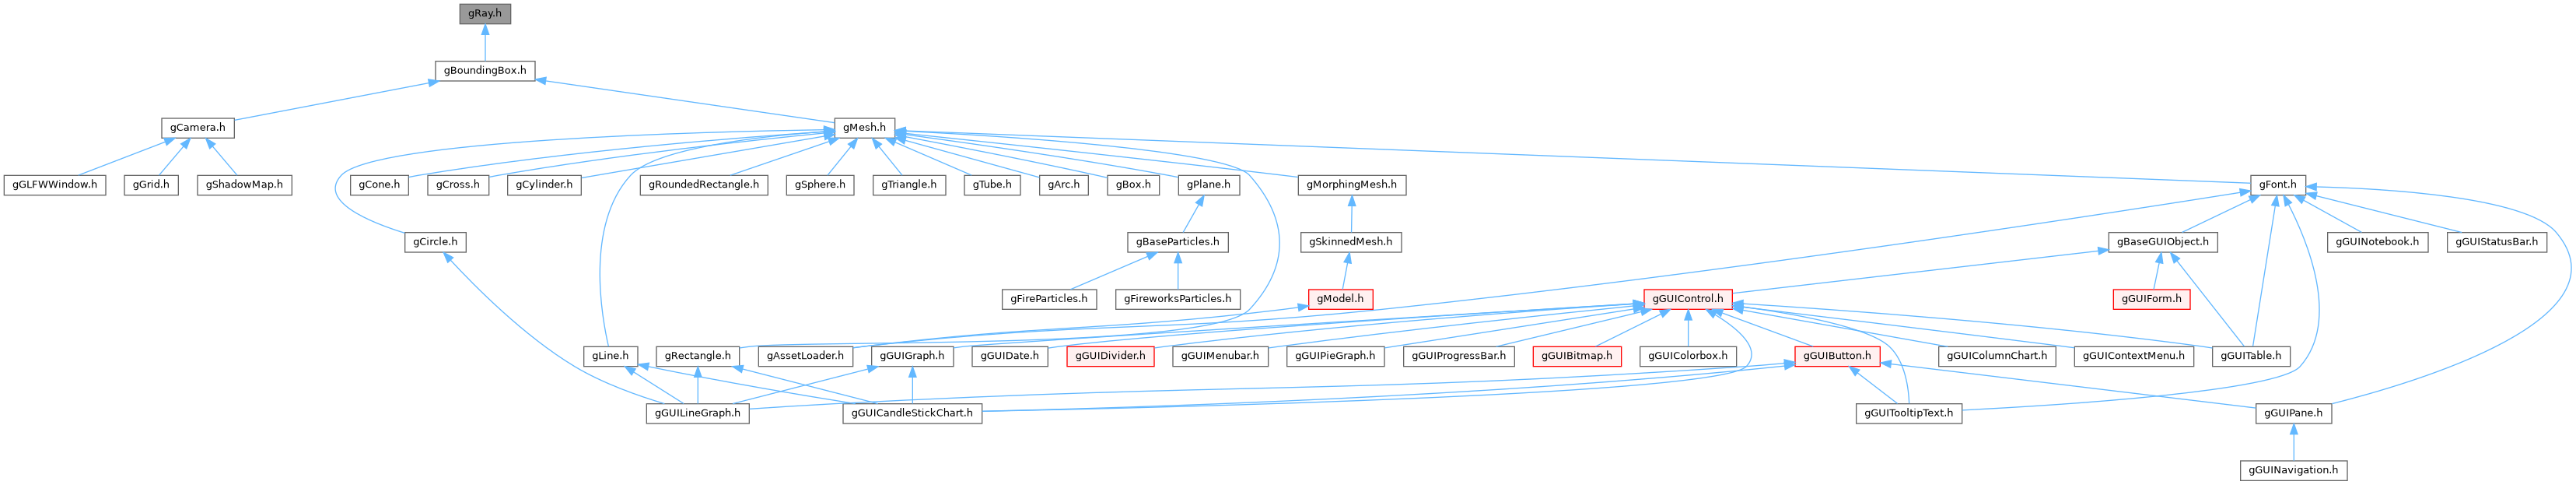 gRay.h
gBoundingBox.h
gCamera.h
gMesh.h
gGLFWWindow.h
gGrid.h
gShadowMap.h
gCone.h
gCross.h
gCylinder.h
gRoundedRectangle.h
gSphere.h
gTriangle.h
gTube.h
gArc.h
gBox.h
gPlane.h
gMorphingMesh.h
gFont.h
gCircle.h
gBaseParticles.h
gSkinnedMesh.h
gBaseGUIObject.h
gGUINotebook.h
gGUIStatusBar.h
gFireParticles.h
gFireworksParticles.h
gModel.h
gGUIControl.h
gGUIForm.h
gLine.h
gRectangle.h
gAssetLoader.h
gGUIGraph.h
gGUIDate.h
gGUIDivider.h
gGUIMenubar.h
gGUIPieGraph.h
gGUIProgressBar.h
gGUIBitmap.h
gGUIColorbox.h
gGUIButton.h
gGUIColumnChart.h
gGUIContextMenu.h
gGUITable.h
gGUILineGraph.h
gGUICandleStickChart.h
gGUITooltipText.h
gGUIPane.h
gGUINavigation.h